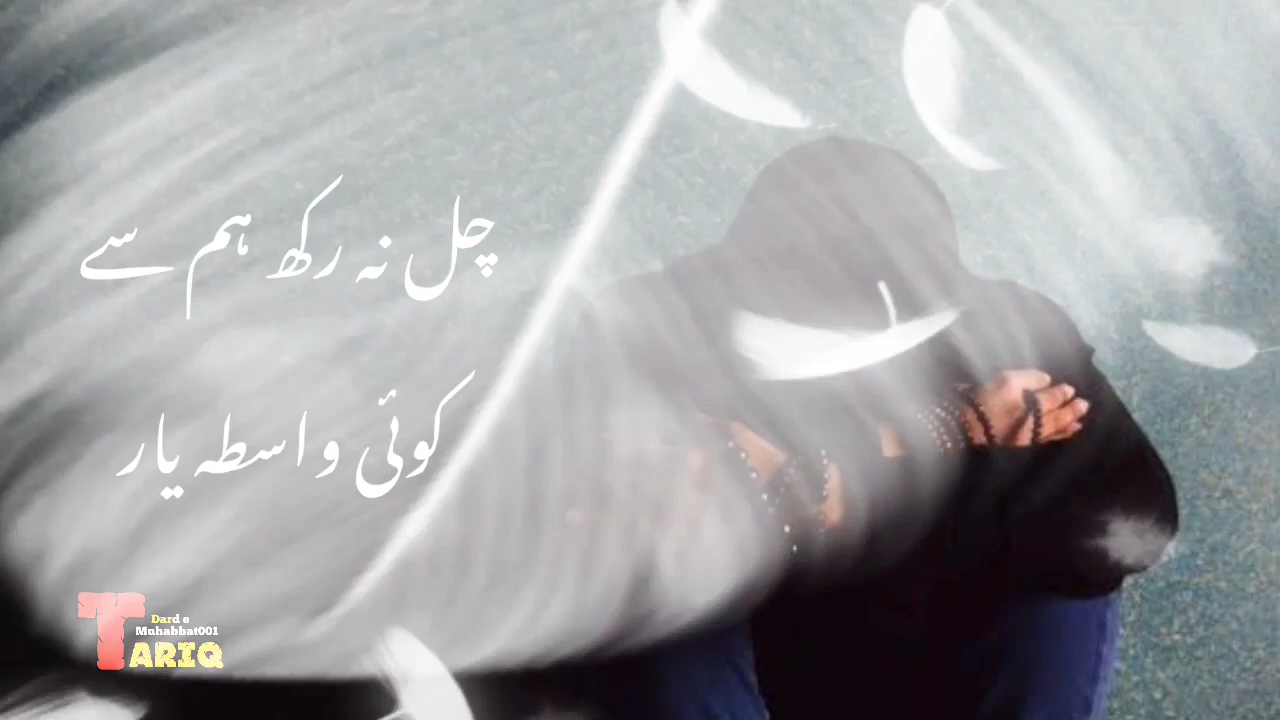 چل نہ رکھ ہم سے
کوئی واسطہ یار
Dard e
Muhabbat001
TARIQ